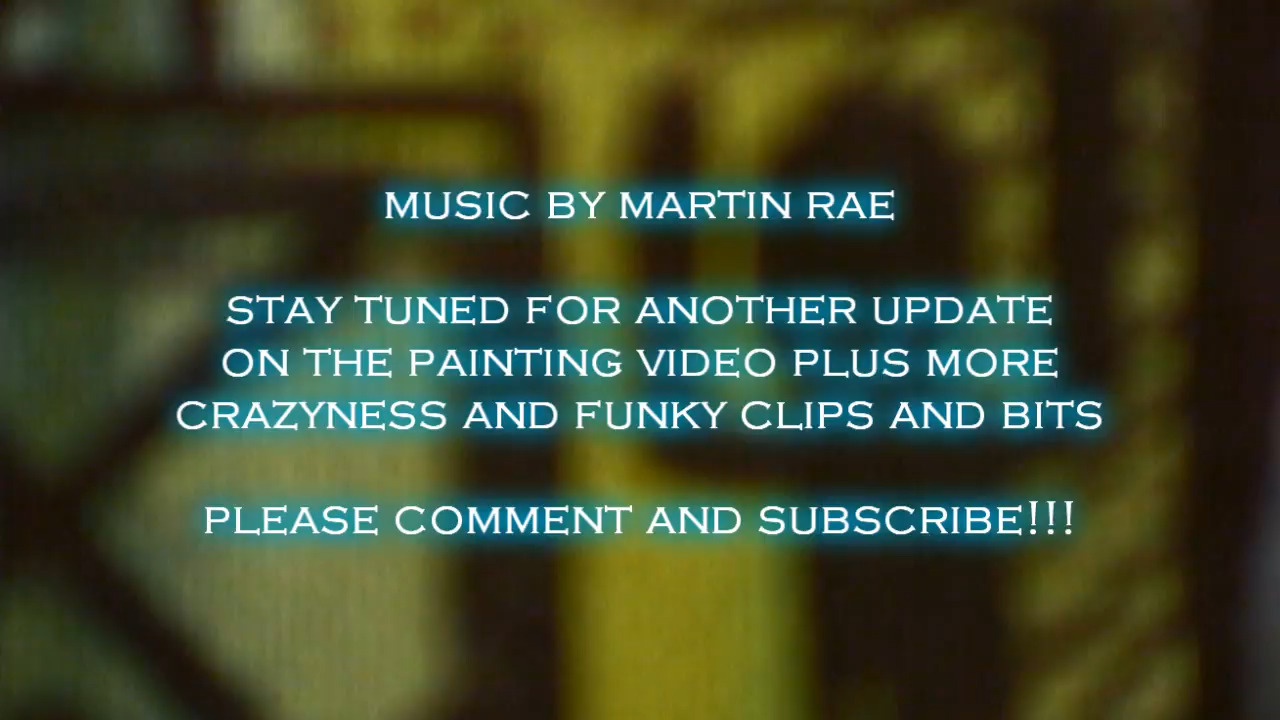 MUSIC BY MARTIN RAE
STAY TUNED FOR ANOTHER UPDATE
ON THE PAINTING VIDEO PLUS MORE
CRAZYNESS AND FUNKY CLIPS AND BITS
PLEASE COMMENT AND SUBSCRIBE!!!